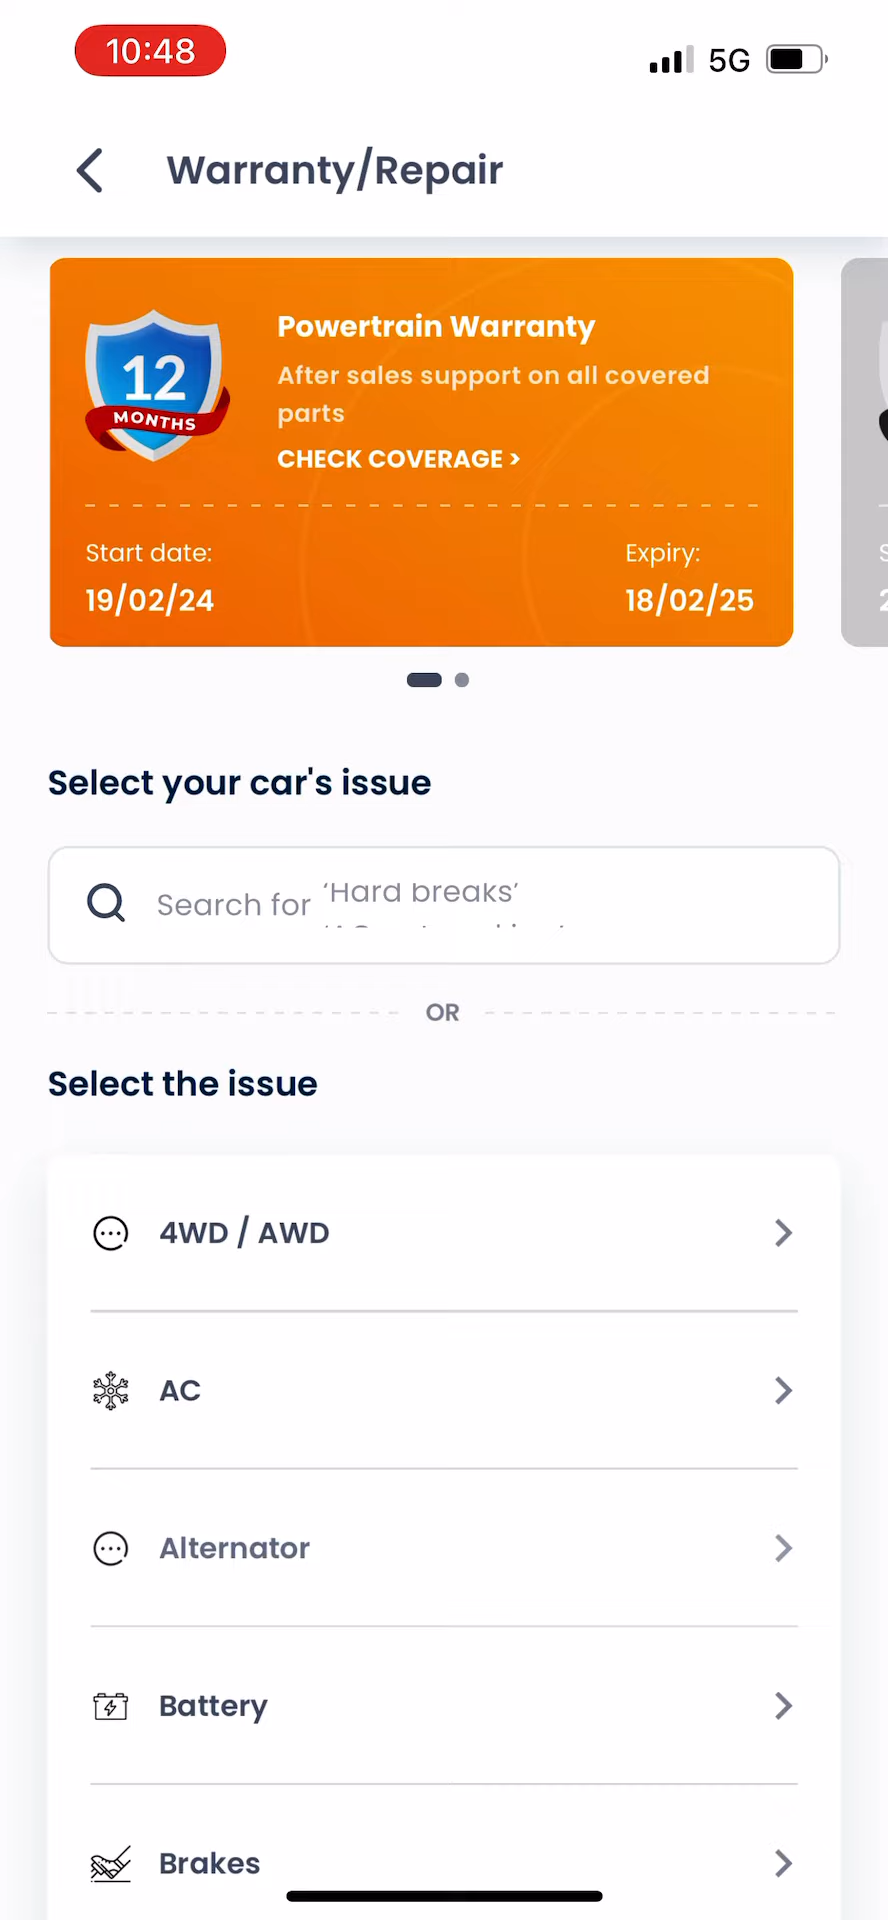 10:48
5G
Warranty/Repair
12
MONTHS
Powertrain Warranty
After sales support on all covered
parts
CHECK COVERAGE >
Start date:
Expiry:
19/02/24
18/02/25
Select your car's issue
Search for ‘Hard breaks’
OR
Select the issue
4WD / AWD
AC
Alternator
Battery
Brakes